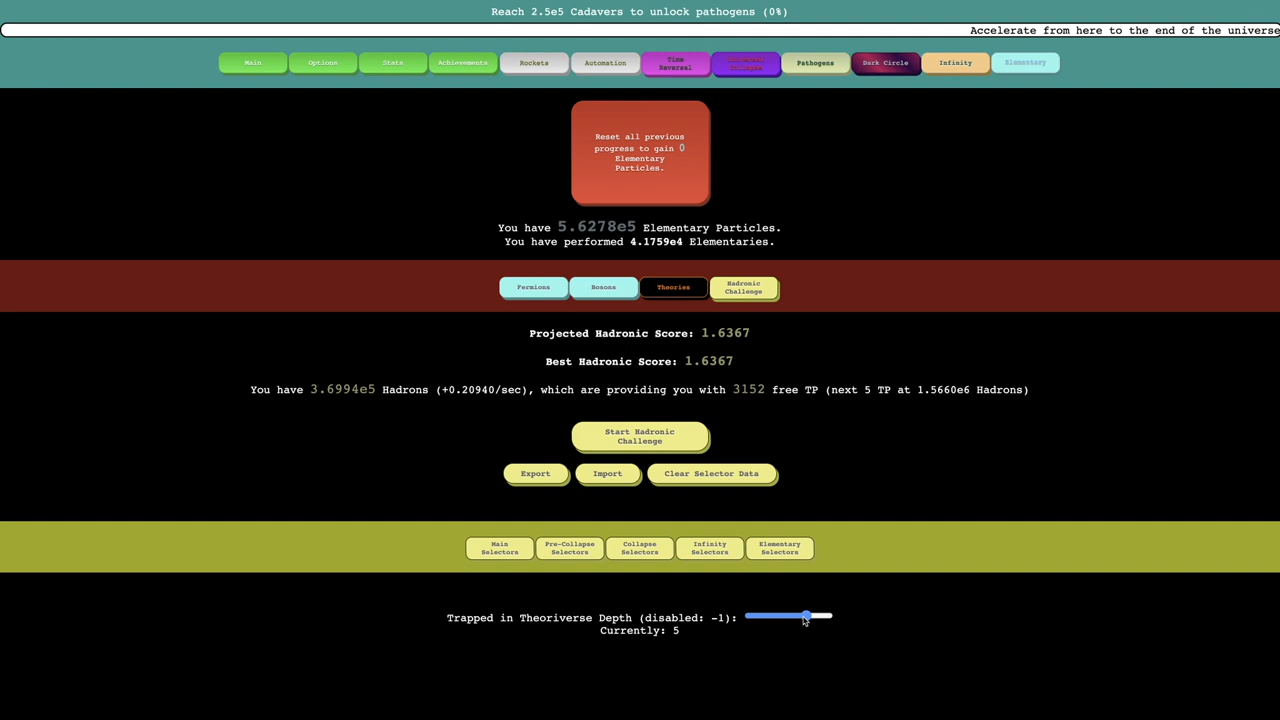 Reach 2.5e5 Cadavers to unlock pathogens (0%)
Accelerate from here to the end of the universe
Main
Options
Stats
Achievements
Rockets
Automation
Time
Reversal
Universal
Collapse
Pathogens
Dark Circle
Infinity
Elementary
Reset all previous
progress to gain 0
Elementary
Particles.
You have 5.6278e5 Elementary Particles.
You have performed 4.1759e4 Elementaries.
Fermions
Bosons
Theories
Hadronic
Challenge
Projected Hadronic Score: 1.6367
Best Hadronic Score: 1.6367
You have 3.6994e5 Hadrons (+0.20940/sec), which are providing you with 3152 free TP (next 5 TP at 1.5660e6 Hadrons)
Start Hadronic
Challenge
Export
Import
Clear Selector Data
Main
Selectors
Pre-Collapse
Selectors
Collapse
Selectors
Infinity
Selectors
Elementary
Selectors
Trapped in Theoriverse Depth (disabled: -1):
Currently: 5